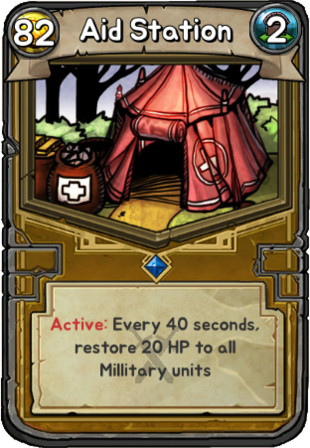 82 Aid Station 2
Active: Every 40 seconds,
restore 20 HP to all
Millitary units